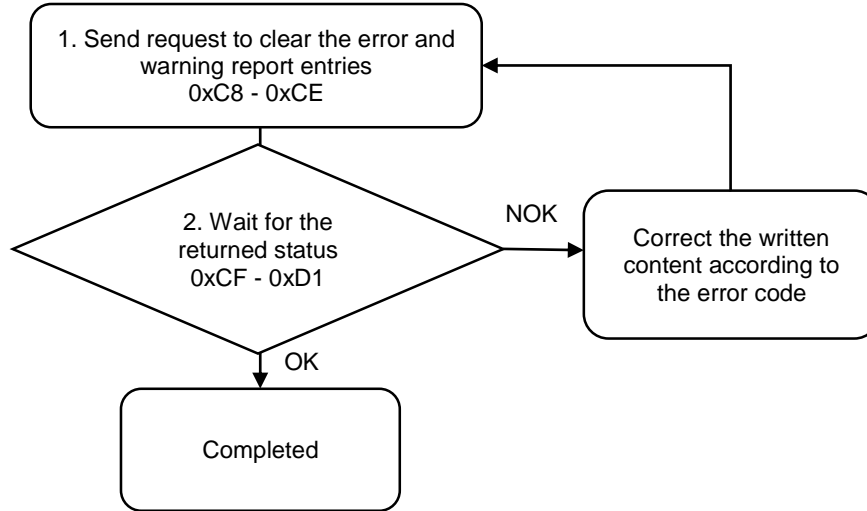 1. Send request to clear the error and
warning report entries
0xC8 - 0xCE
2. Wait for the
returned status
0xCF - 0xD1
NOK
Correct the written
content according to
the error code
OK
Completed